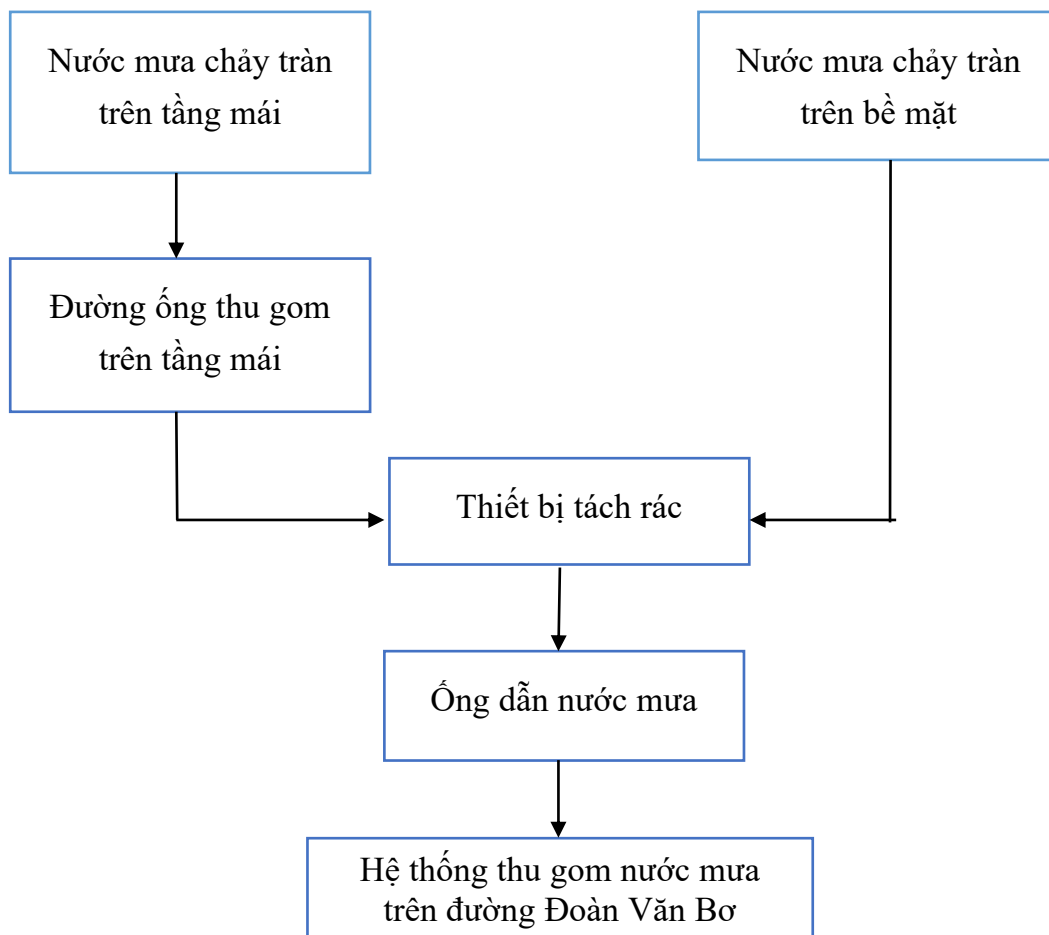 Nước mưa chảy tràn
trên tầng mái
Nước mưa chảy tràn
trên bề mặt
Đường ống thu gom
trên tầng mái
Thiết bị tách rác
Ống dẫn nước mưa
Hệ thống thu gom nước mưa
trên đường Đoàn Văn Bơ